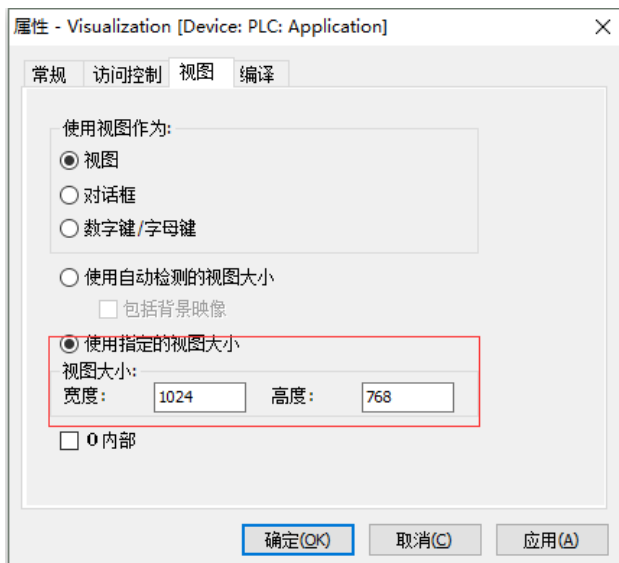 属性 - Visualization [Device: PLC: Application]
常规 访问控制 视图 编译
使用视图作为:
视图
对话框
数字键/字母键
使用自动检测的视图大小
包括背景映像
使用指定的视图大小
视图大小:
宽度: 1024 高度: 768
0内部
确定(OK) 取消(C) 应用(A)